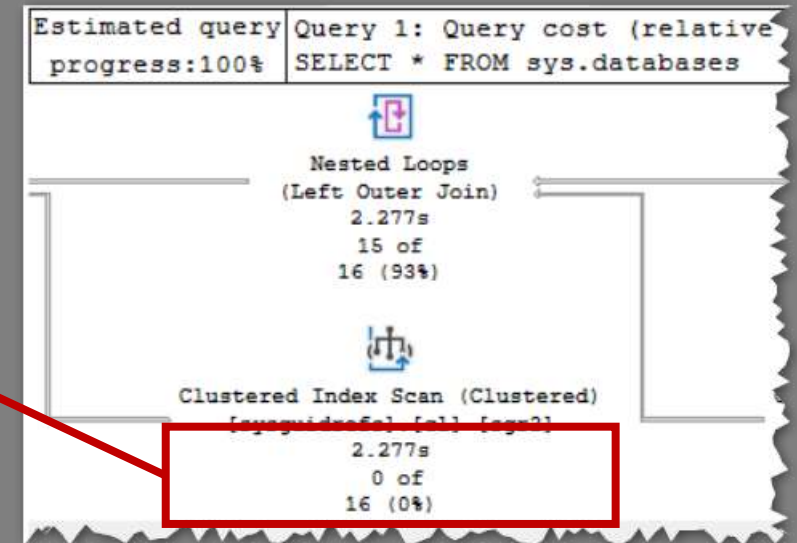 Estimated query
progress:100%
Query 1: Query cost (relative
SELECT * FROM sys.databases
Nested Loops
(Left Outer Join)
2.277s
15 of
16 (93%)
Clustered Index Scan (Clustered)
2.277s
0 of
16 (0%)